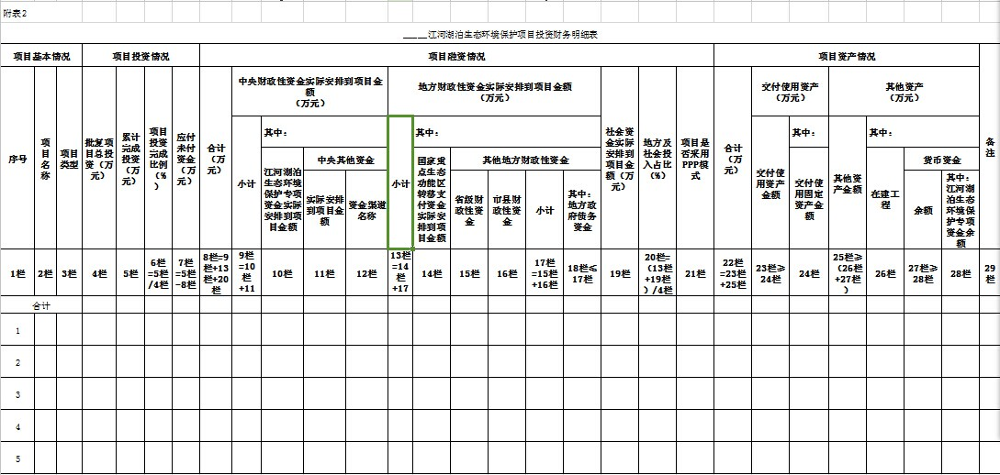 附表2
_____江河湖泊生态环境保护项目投资财务明细表
项目基本情况
项目投资情况
项目融资情况
项目资产情况
备注
序号
项目名称
项目类型
批复项目总投资（万元）
累计完成投资（万元）
项目投资完成比例（%）
应付未付资金（万元）
合计（万元）
中央财政性资金实际安排到项目金额（万元）
小计
其中：
江河湖泊生态环境保护专项资金实际安排到项目金额
中央其他资金
实际安排到项目金额
资金渠道名称
地方财政性资金实际安排到项目金额（万元）
小计
其中：
国家重点生态功能区转移支付资金实际安排到项目金额
其他地方财政性资金
省级财政性资金
市县财政性资金
小计
其中：地方政府债务资金
社会资金实际安排到项目金额（万元）
地方及社会投入占比（%）
项目是否采用PPP模式
合计（万元）
交付使用资产（万元）
交付使用资产金额
其中：
交付使用固定资产金额
其他资产（万元）
其他资产金额
其中：
在建工程
货币资金
余额
其中：江河湖泊生态环境保护专项资金余额
1栏
2栏
3栏
4栏
5栏
6栏=5栏/4栏
7栏=5栏-8栏
8栏=9栏+13栏+20栏
9栏=10栏+11
10栏
11栏
12栏
13栏=14栏+17
14栏
15栏
16栏
17栏=15栏+16栏
18栏≤17栏
19栏
20栏=（13栏+19栏）/4栏
21栏
22栏=23栏+25栏
23栏≥24栏
24栏
25栏≥（26栏+27栏）
26栏
27栏≥28栏
28栏
29栏
合计
1
2
3
4
5